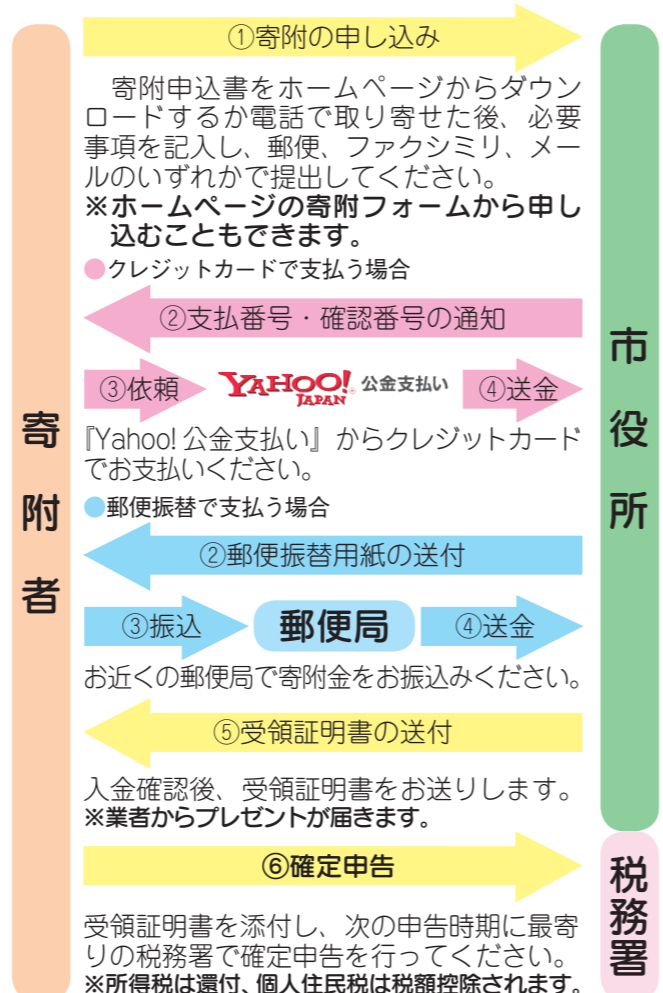 ①寄附の申し込み
寄附申込書をホームページからダウン
ロードするか電話で取り寄せた後、必要
事項を記入し、郵便、ファクシミリ、メー
ルのいずれかで提出してください。
※ホームページの寄附フォームから申し
込むこともできます。
●クレジットカードで支払う場合
②支払番号・確認番号の通知
③依頼
YAHOO!
JAPAN
公金支払い
④送金
『Yahoo! 公金支払い』からクレジットカード
でお支払いください。
●郵便振替で支払う場合
②郵便振替用紙の送付
③振込
郵便局
④送金
お近くの郵便局で寄附金をお振込みください。
⑤受領証明書の送付
入金確認後、受領証明書をお送りします。
※業者からプレゼントが届きます。
⑥確定申告
受領証明書を添付し、次の申告時期に最寄
りの税務署で確定申告を行ってください。
※所得税は還付、個人住民税は税額控除されます。
寄附者
市役所
税務署